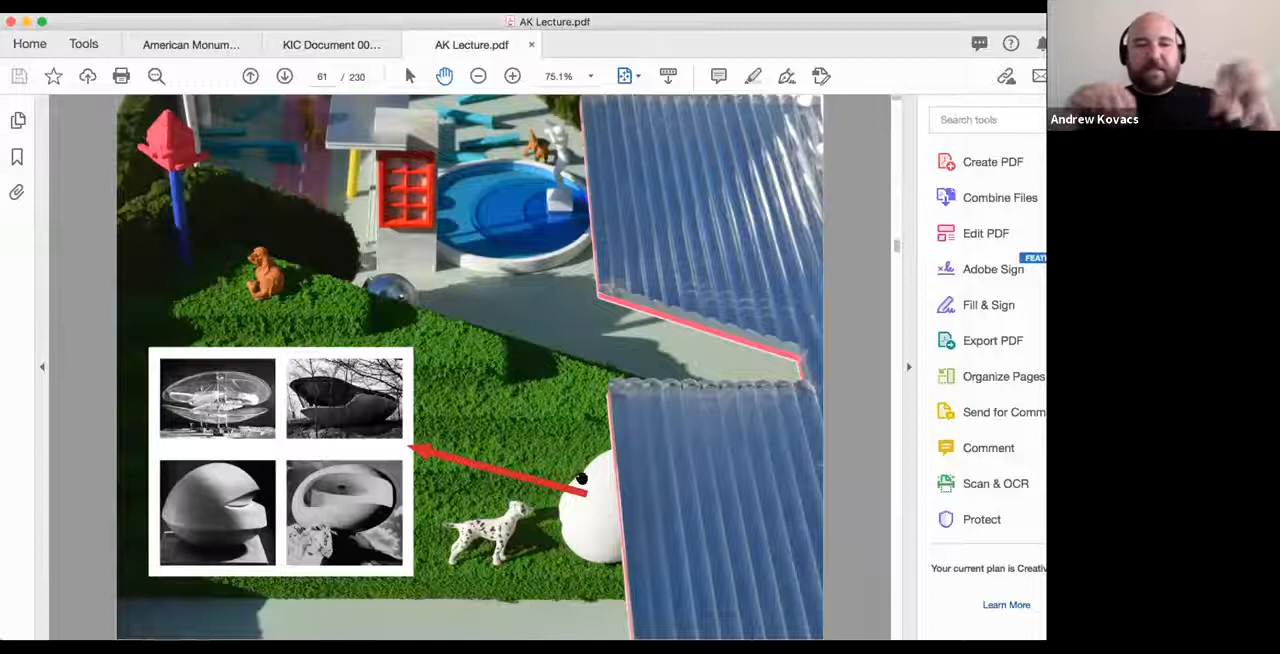 AK Lecture.pdf
Home
Tools
American Monum...
KIC Document 00...
AK Lecture.pdf
×
61 / 230
75.1%
Andrew Kovacs
Search tools
Create PDF
Combine Files
Edit PDF
FEAT
Adobe Sign
Fill & Sign
Export PDF
Organize Pages
Send for Comm
Comment
Scan & OCR
Protect
Your current plan is Creativ
Learn More